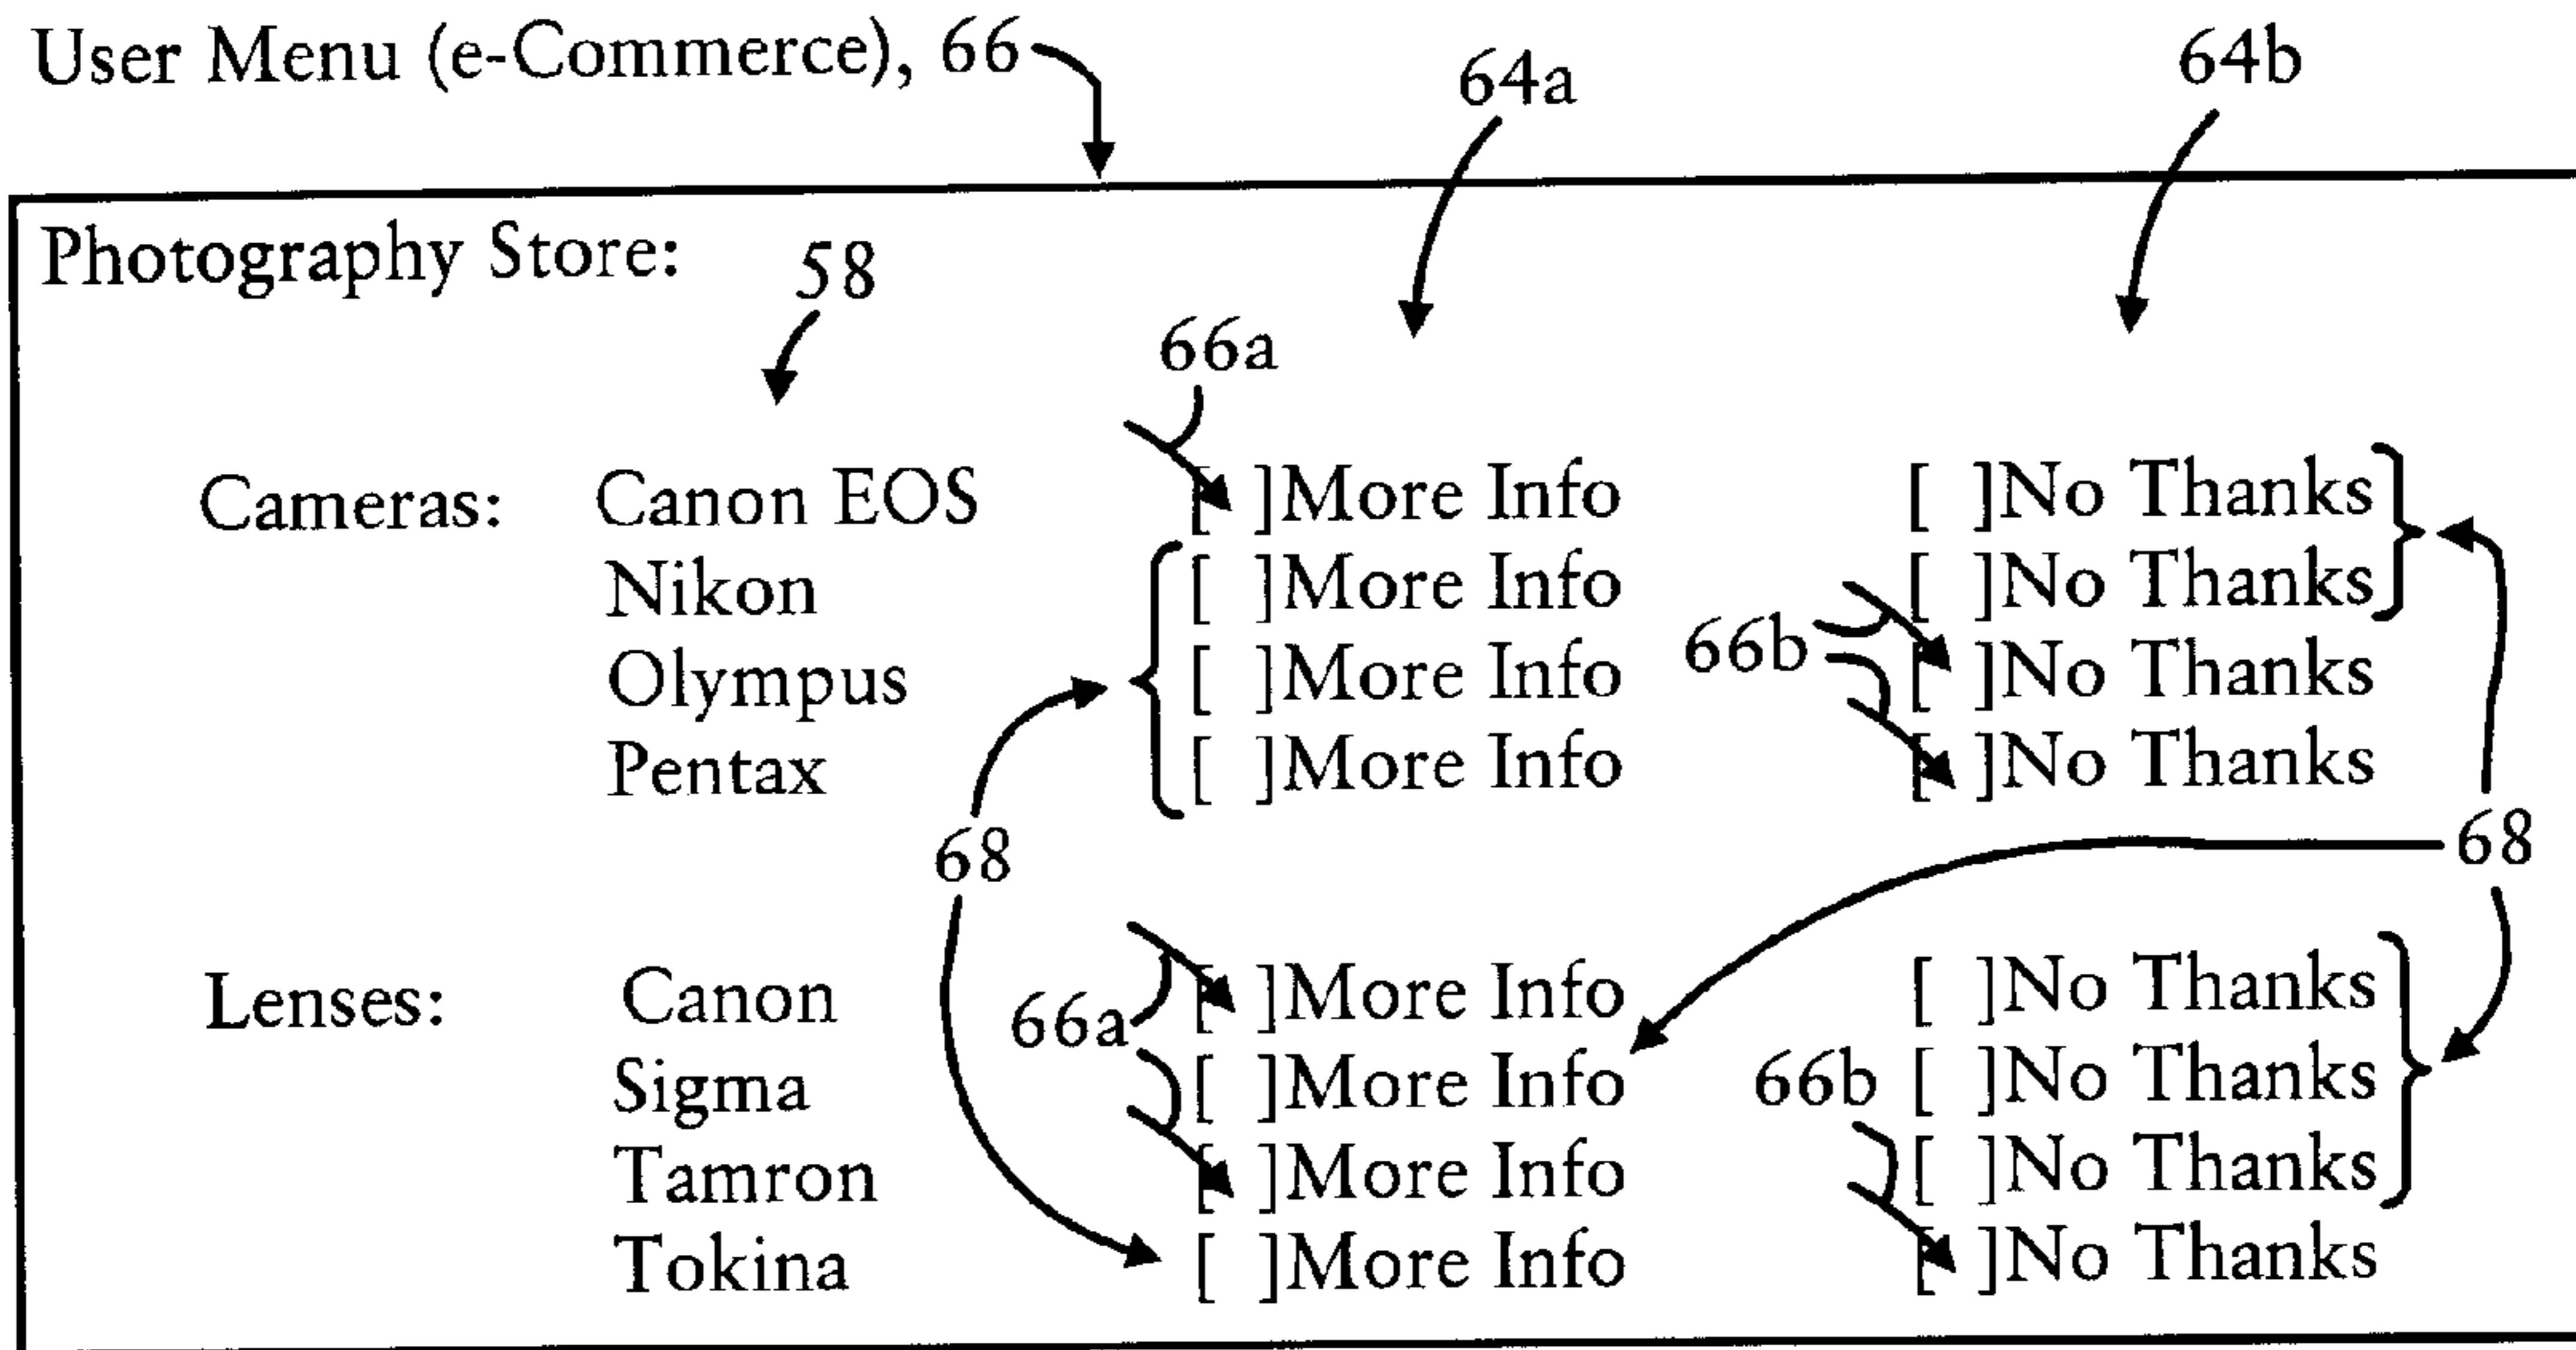 User Menu (e-Commerce), 66
64a
64b
Photography Store:
58
66a
Cameras: Canon EOS [ ]More Info [ ]No Thanks
Nikon [ ]More Info [ ]No Thanks
66b
Olympus [ ]More Info [ ]No Thanks
Pentax [ ]More Info [ ]No Thanks
68
68
Lenses: Canon [ ]More Info [ ]No Thanks
66a
Sigma [ ]More Info 66b [ ]No Thanks
Tamron [ ]More Info [ ]No Thanks
Tokina [ ]More Info [ ]No Thanks